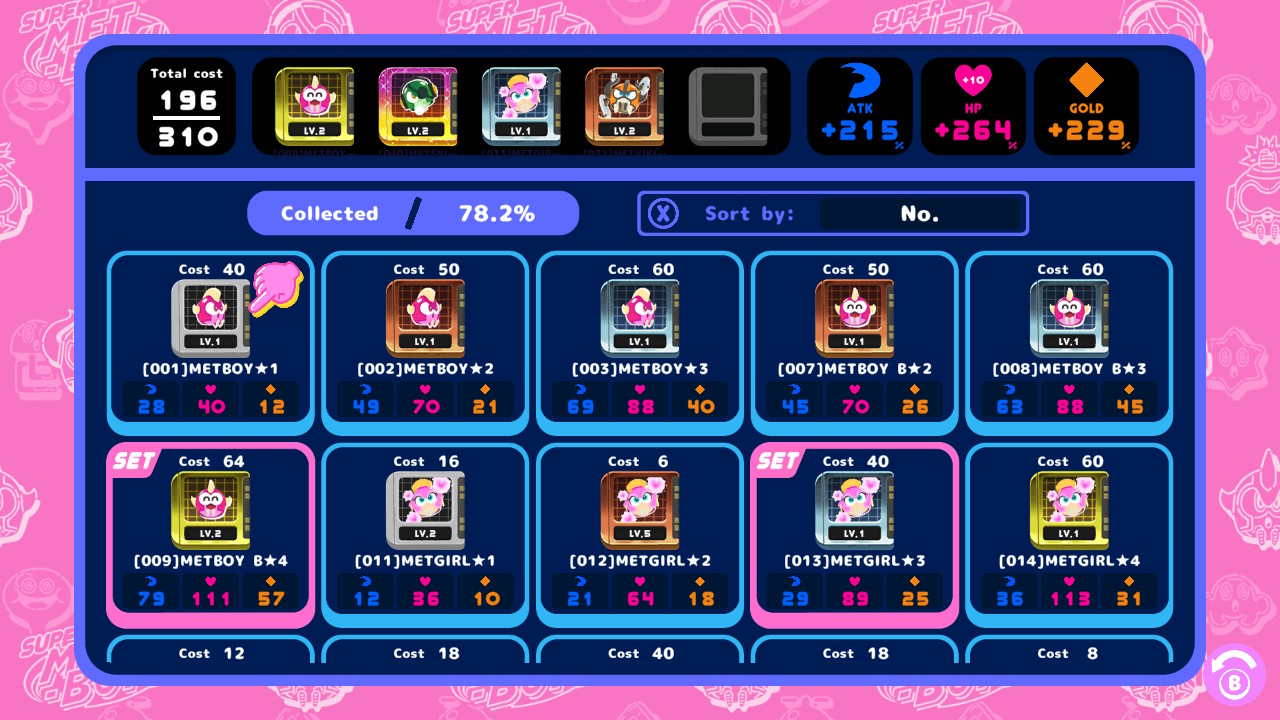 Total cost
196
310
LV.2
LV.2
LV.1
LV.2
ATK
+215%
+10
HP
+264%
GOLD
+229%
Collected / 78.2%
X Sort by: No.
Cost 40
LV.1
[001]METBOY★1
28 40 12
Cost 50
LV.1
[002]METBOY★2
49 70 21
Cost 60
LV.1
[003]METBOY★3
69 88 40
Cost 50
LV.1
[007]METBOY B★2
45 70 26
Cost 60
LV.1
[008]METBOY B★3
63 88 45
SET
Cost 64
LV.2
[009]METBOY B★4
79 111 57
Cost 16
LV.2
[011]METGIRL★1
12 36 10
Cost 6
LV.5
[012]METGIRL★2
21 64 18
SET
Cost 40
LV.1
[013]METGIRL★3
29 89 25
Cost 60
LV.1
[014]METGIRL★4
36 113 31
Cost 12
Cost 18
Cost 40
Cost 18
Cost 8
B